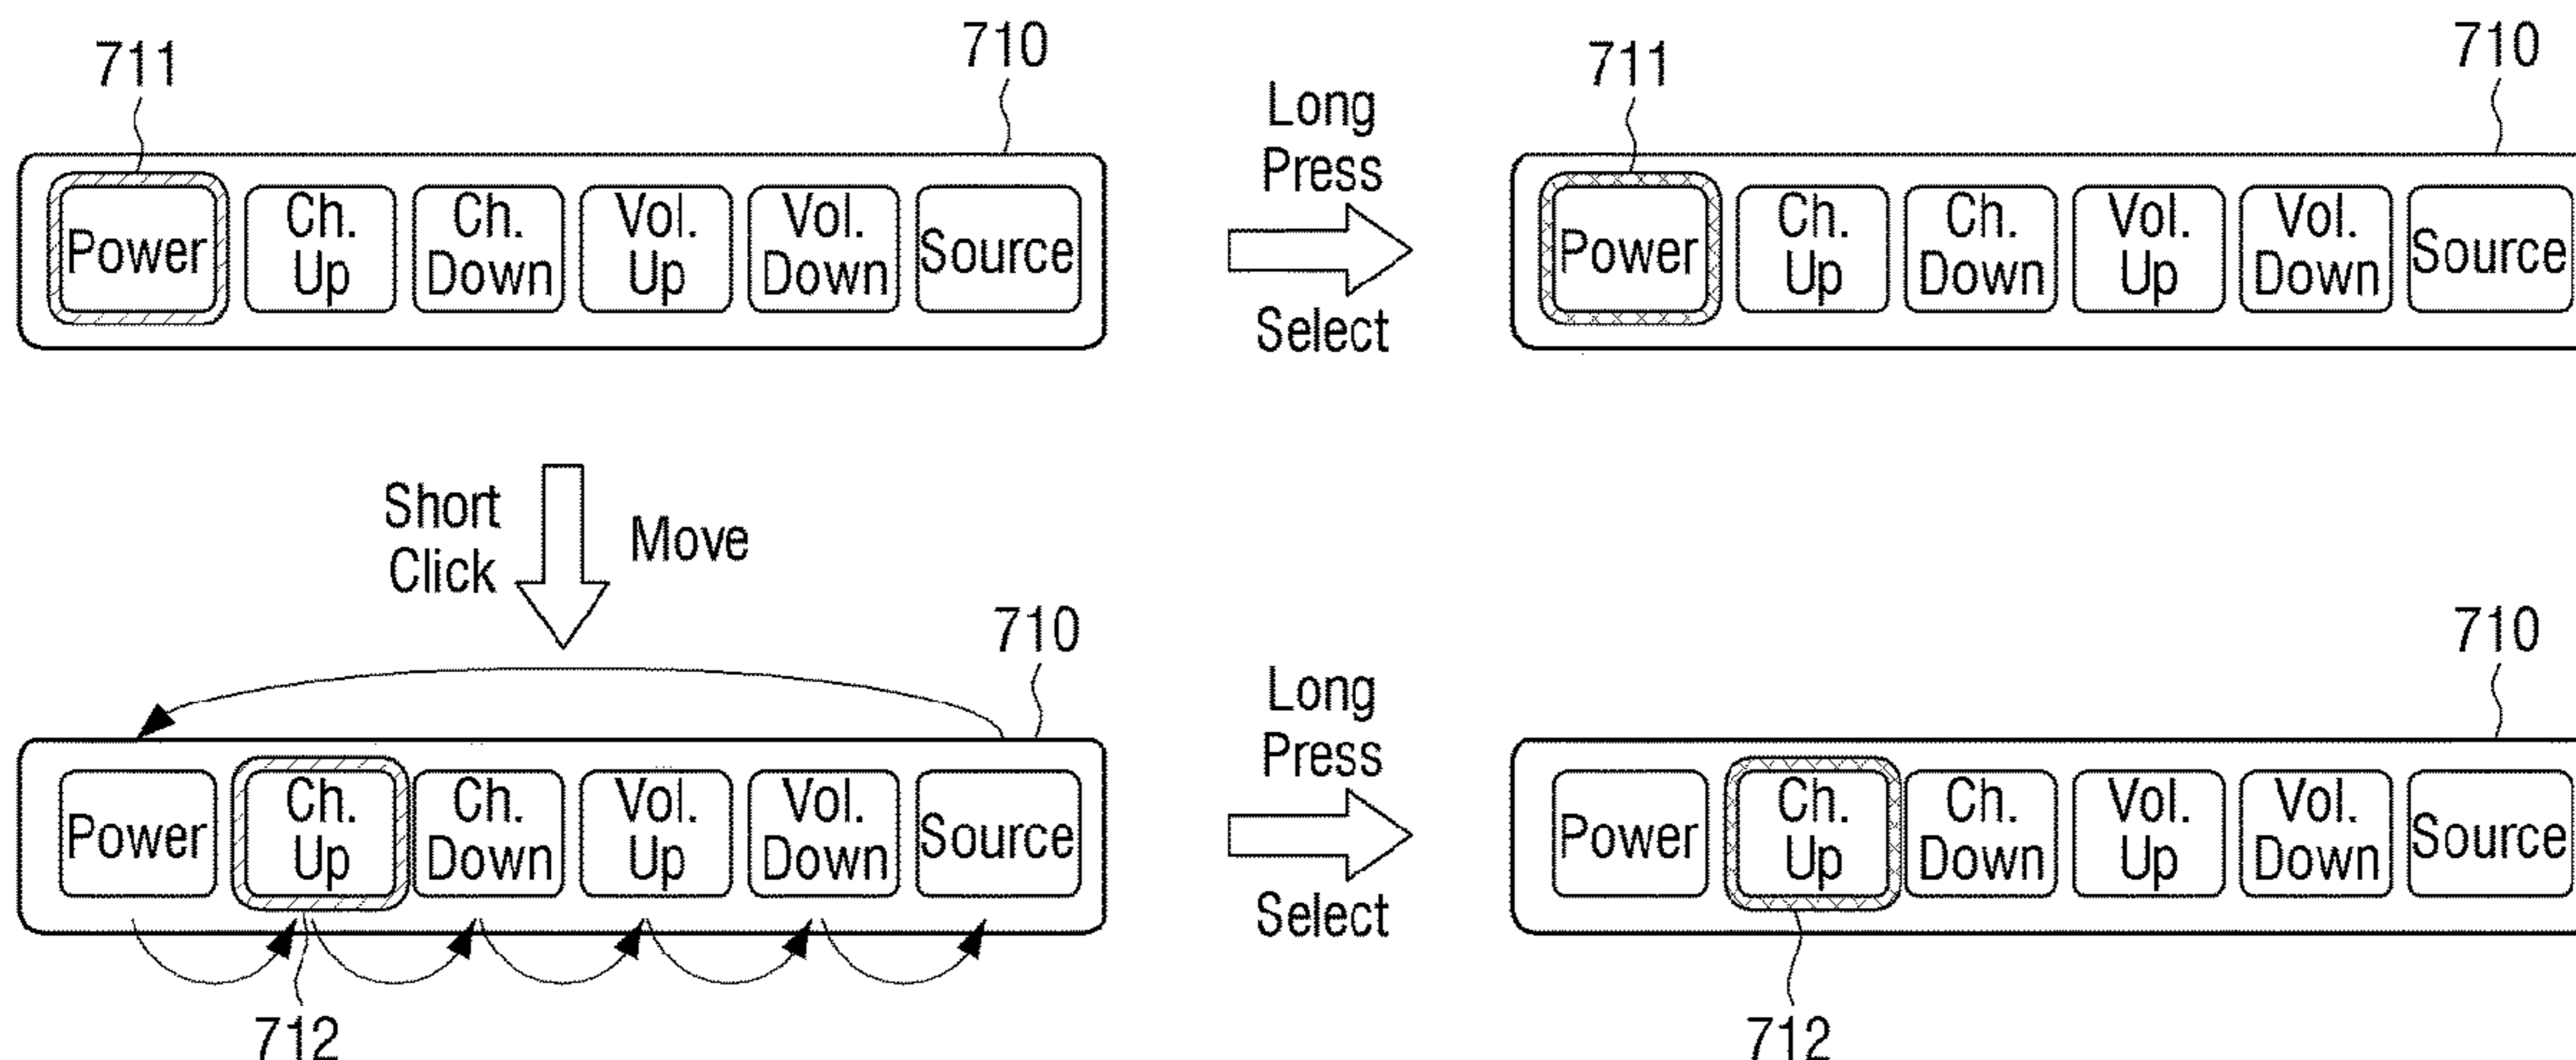 711
710
Power
Ch.
Up
Ch.
Down
Vol.
Up
Vol.
Down
Source
Long
Press
Select
711
710
Power
Ch.
Up
Ch.
Down
Vol.
Up
Vol.
Down
Source
Short
Click
Move
710
Power
Ch.
Up
Ch.
Down
Vol.
Up
Vol.
Down
Source
712
Long
Press
Select
710
Power
Ch.
Up
Ch.
Down
Vol.
Up
Vol.
Down
Source
712